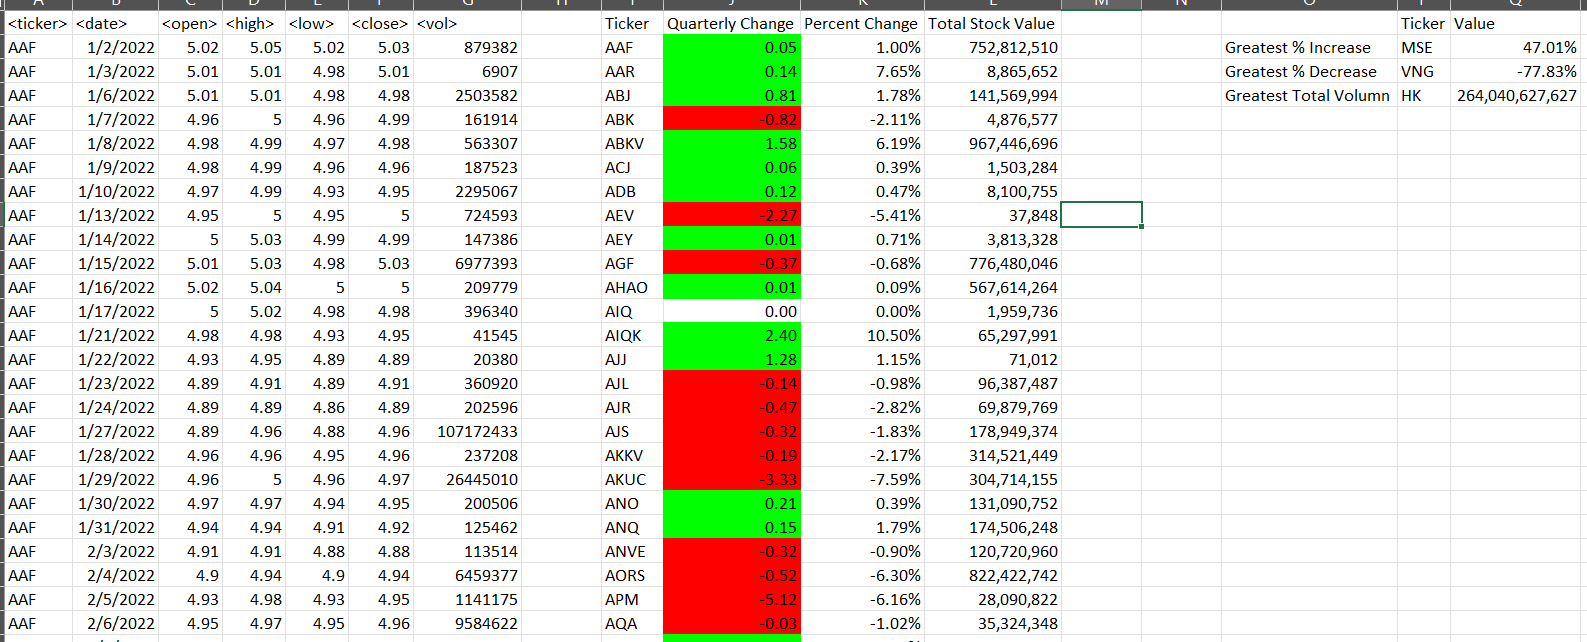 <ticker> <date> <open> <high> <low> <close> <vol> Ticker Quarterly Change Percent Change Total Stock Value Ticker Value
AAF 1/2/2022 5.02 5.05 5.02 5.03 879382 AAF 0.05 1.00% 752,812,510 Greatest % Increase MSE 47.01%
AAF 1/3/2022 5.01 5.01 4.98 5.01 6907 AAR 0.14 7.65% 8,865,652 Greatest % Decrease VNG -77.83%
AAF 1/6/2022 5.01 5.01 4.98 4.98 2503582 ABJ 0.81 1.78% 141,569,994 Greatest Total Volumn HK 264,040,627,627
AAF 1/7/2022 4.96 5 4.96 4.99 161914 ABK -0.82 -2.11% 4,876,577
AAF 1/8/2022 4.98 4.99 4.97 4.98 563307 ABKV 1.58 6.19% 967,446,696
AAF 1/9/2022 4.98 4.99 4.96 4.96 187523 ACJ 0.06 0.39% 1,503,284
AAF 1/10/2022 4.97 4.99 4.93 4.95 2295067 ADB 0.12 0.47% 8,100,755
AAF 1/13/2022 4.95 5 4.95 5 724593 AEV -2.27 -5.41% 37,848
AAF 1/14/2022 5 5.03 4.99 4.99 147386 AEY 0.01 0.71% 3,813,328
AAF 1/15/2022 5.01 5.03 4.98 5.03 6977393 AGF -0.37 -0.68% 776,480,046
AAF 1/16/2022 5.02 5.04 5 5 209779 AHAO 0.01 0.09% 567,614,264
AAF 1/17/2022 5 5.02 4.98 4.98 396340 AIQ 0.00 0.00% 1,959,736
AAF 1/21/2022 4.98 4.98 4.93 4.95 41545 AIQK 2.40 10.50% 65,297,991
AAF 1/22/2022 4.93 4.95 4.89 4.89 20380 AJJ 1.28 1.15% 71,012
AAF 1/23/2022 4.89 4.91 4.89 4.91 360920 AJL -0.14 -0.98% 96,387,487
AAF 1/24/2022 4.89 4.89 4.86 4.89 202596 AJR -0.47 -2.82% 69,879,769
AAF 1/27/2022 4.89 4.96 4.88 4.96 107172433 AJS -0.32 -1.83% 178,949,374
AAF 1/28/2022 4.96 4.96 4.95 4.96 237208 AKKV -0.19 -2.17% 314,521,449
AAF 1/29/2022 4.96 5 4.96 4.97 26445010 AKUC -3.33 -7.59% 304,714,155
AAF 1/30/2022 4.97 4.97 4.94 4.95 200506 ANO 0.21 0.39% 131,090,752
AAF 1/31/2022 4.94 4.94 4.91 4.92 125462 ANQ 0.15 1.79% 174,506,248
AAF 2/3/2022 4.91 4.91 4.88 4.88 113514 ANVE -0.32 -0.90% 120,720,960
AAF 2/4/2022 4.9 4.94 4.9 4.94 6459377 AORS -0.52 -6.30% 822,422,742
AAF 2/5/2022 4.93 4.98 4.93 4.95 1141175 APM -5.12 -6.16% 28,090,822
AAF 2/6/2022 4.95 4.97 4.95 4.96 9584622 AQA -0.03 -1.02% 35,324,348